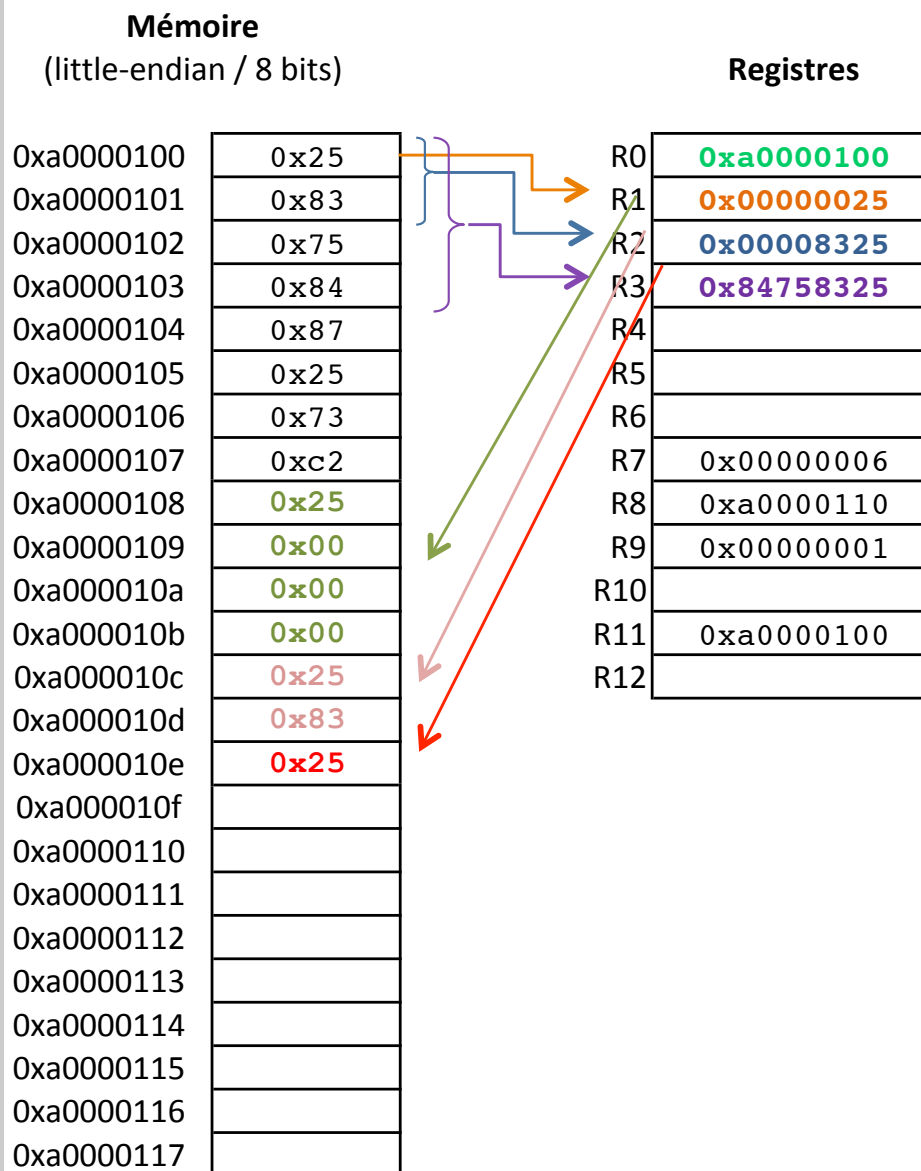 Mémoire
(little-endian / 8 bits)
Registres
0xa0000100 0x25 R0 0xa0000100
0xa0000101 0x83 R1 0x00000025
0xa0000102 0x75 R2 0x00008325
0xa0000103 0x84 R3 0x84758325
0xa0000104 0x87 R4
0xa0000105 0x25 R5
0xa0000106 0x73 R6
0xa0000107 0xc2 R7 0x00000006
0xa0000108 0x25 R8 0xa0000110
0xa0000109 0x00 R9 0x00000001
0xa000010a 0x00 R10
0xa000010b 0x00 R11 0xa0000100
0xa000010c 0x25 R12
0xa000010d 0x83
0xa000010e 0x25
0xa000010f
0xa0000110
0xa0000111
0xa0000112
0xa0000113
0xa0000114
0xa0000115
0xa0000116
0xa0000117